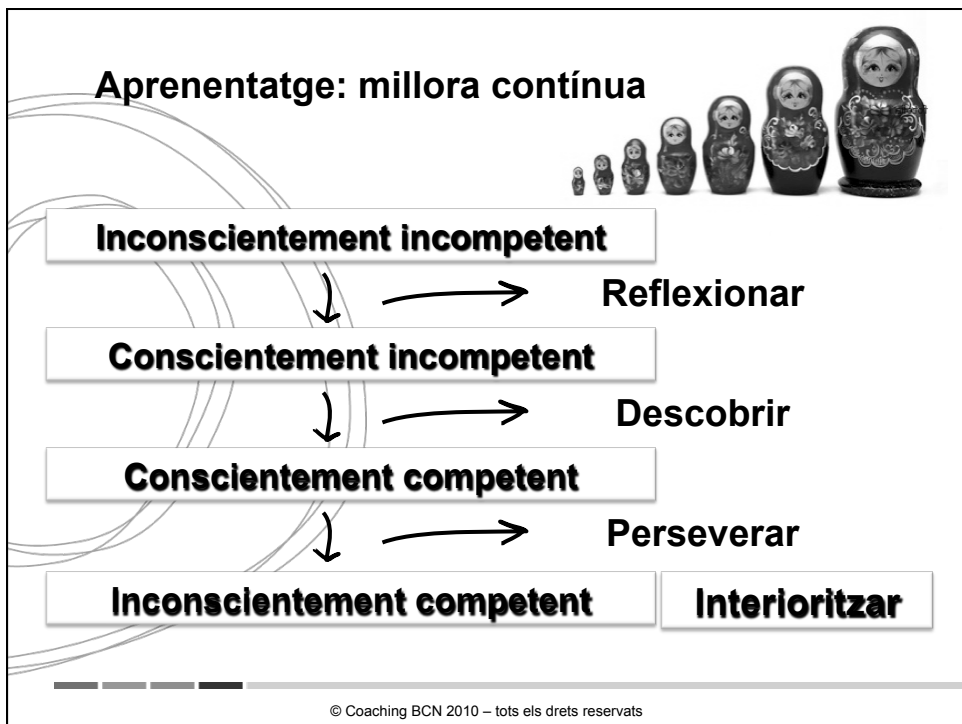 Aprenentatge: millora contínua
Inconscientement incompetent
Reflexionar
Conscientement incompetent
Descobrir
Conscientement competent
Perseverar
Inconscientement competent
Interioritzar
© Coaching BCN 2010 – tots els drets reservats